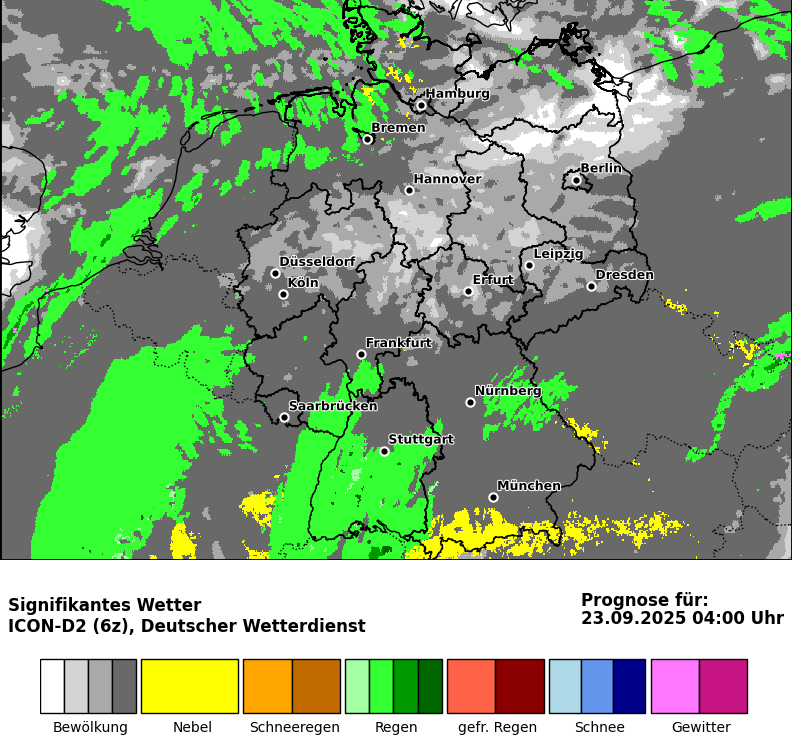 Hamburg
Bremen
Berlin
Hannover
Leipzig
Düsseldorf
Dresden
Erfurt
Köln
Frankfurt
Nürnberg
Saarbrücken
Stuttgart
München
Signifikantes Wetter
ICON-D2 (6z), Deutscher Wetterdienst
Prognose für:
23.09.2025 04:00 Uhr
Bewölkung Nebel Schneeregen Regen gefr. Regen Schnee Gewitter